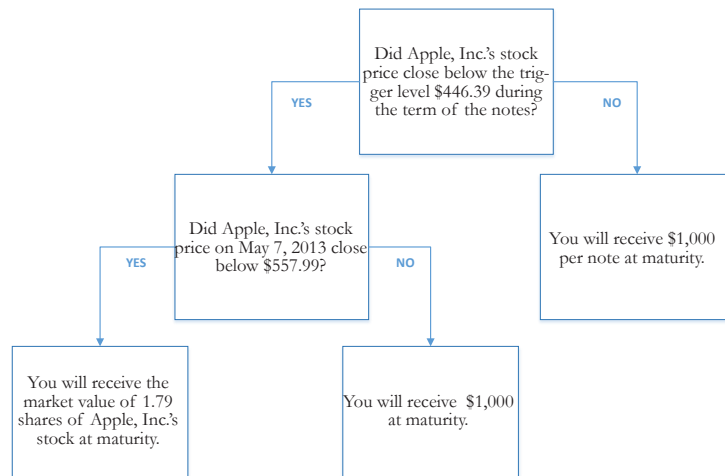 Did Apple, Inc.'s stock
price close below the trig-
ger level $446.39 during
the term of the notes?
YES
NO
Did Apple, Inc.'s stock
price on May 7, 2013 close
below $557.99?
You will receive $1,000
per note at maturity.
YES
NO
You will receive the
market value of 1.79
shares of Apple, Inc.'s
stock at maturity.
You will receive $1,000
at maturity.